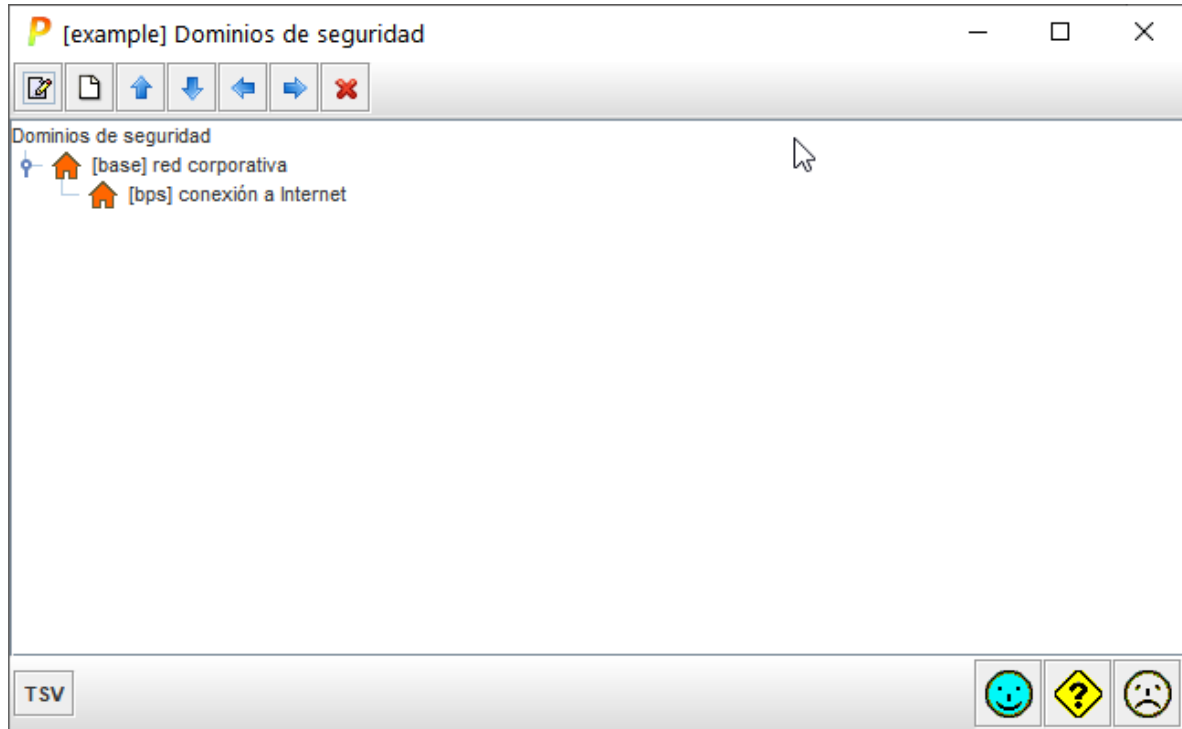 P [example] Dominios de seguridad
Dominios de seguridad
[base] red corporativa
[bps] conexión a Internet
TSV
?